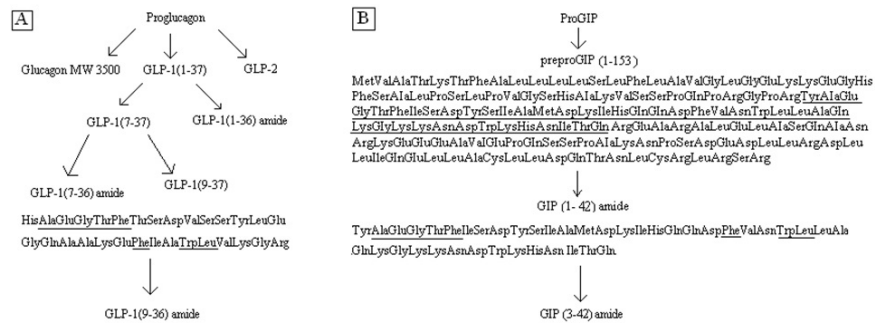 A
Proglucagon
Glucagon MW 3500 GLP-1(1-37) GLP-2
GLP-1(7-37) GLP-1(1-36) amide
GLP-1(7-36) amide GLP-1(9-37)
HisAlaGluGlyThrPheThrSerAspValSerSerTyrLeuGlu
GlyGlnAlaAlaLysGluPheIleAlaTrpLeuValLysGlyArg
GLP-1(9-36) amide
B
ProGIP
preproGIP (1-153)
MetValAlaThrLysThrPheAlaLeuLeuLeuLeuSerLeuPheLeuAlaValGlyLeuGlyGluLysLysGluGlyHis
PheSerAlaLeuProSerLeuProValGlySerHisAlaLysValSerSerProGlnProArgGlyProArgTyrAlaGlu
GlyThrPheIleSerAspTyrSerIleAlaMetAspLysIleHisGlnGlnAspPheValAsnTrpLeuLeuAlaGln
LysGlyLysLysAsnAspTrpLysHisAsnIleThrGln ArgGluAlaArgAlaLeuGluLeuAlaSerGlnAlaAsn
ArgLysGluGluGluAlaValGluProGlnSerSerProAlaLysAsnProSerAspGluAspLeuLeuArgAspLeu
LeuIleGlnGluLeuLeuAlaCysLeuLeuAspGlnThrAsnLeuCysArgLeuArgSerArg
GIP (1- 42) amide
TyrAlaGluGlyThrPheIleSerAspTyrSerIleAlaMetAspLysIleHisGlnGlnAspPheValAsnTrpLeuLeuAla
GlnLysGlyLysLysAsnAspTrpLysHisAsn IleThrGln
GIP (3-42) amide